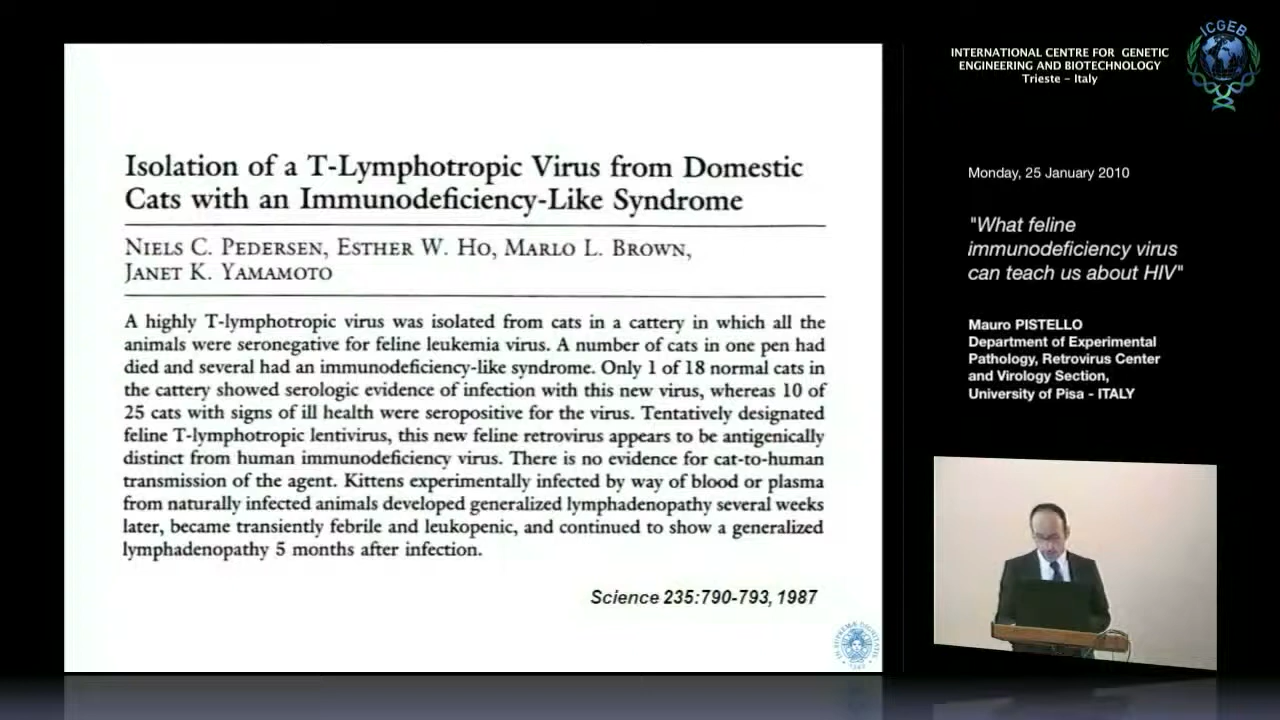 Isolation of a T-Lymphotropic Virus from Domestic
Cats with an Immunodeficiency-Like Syndrome
NIELS C. PEDERSEN, ESTHER W. HO, MARLO L. BROWN,
JANET K. YAMAMOTO
A highly T-lymphotropic virus was isolated from cats in a cattery in which all the
animals were seronegative for feline leukemia virus. A number of cats in one pen had
died and several had an immunodeficiency-like syndrome. Only 1 of 18 normal cats in
the cattery showed serologic evidence of infection with this new virus, whereas 10 of
25 cats with signs of ill health were seropositive for the virus. Tentatively designated
feline T-lymphotropic lentivirus, this new feline retrovirus appears to be antigenically
distinct from human immunodeficiency virus. There is no evidence for cat-to-human
transmission of the agent. Kittens experimentally infected by way of blood or plasma
from naturally infected animals developed generalized lymphadenopathy several weeks
later, became transiently febrile and leukopenic, and continued to show a generalized
lymphadenopathy 5 months after infection.
Science 235:790-793, 1987
INTERNATIONAL CENTRE FOR GENETIC
ENGINEERING AND BIOTECHNOLOGY
Trieste - Italy
ICGEB
Monday, 25 January 2010
"What feline
immunodeficiency virus
can teach us about HIV"
Mauro PISTELLO
Department of Experimental
Pathology, Retrovirus Center
and Virology Section,
University of Pisa - ITALY